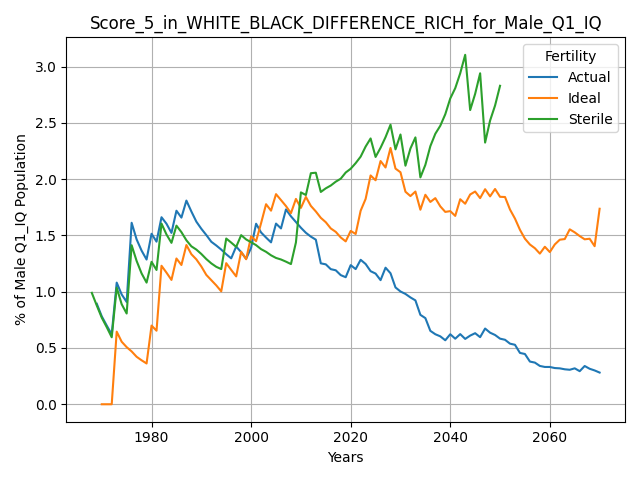 Score_5_in_WHITE_BLACK_DIFFERENCE_RICH_for_Male_Q1_IQ
Fertility
Actual
Ideal
Sterile
% of Male Q1_IQ Population
3.0
2.5
2.0
1.5
1.0
0.5
0.0
1980
2000
2020
2040
2060
Years